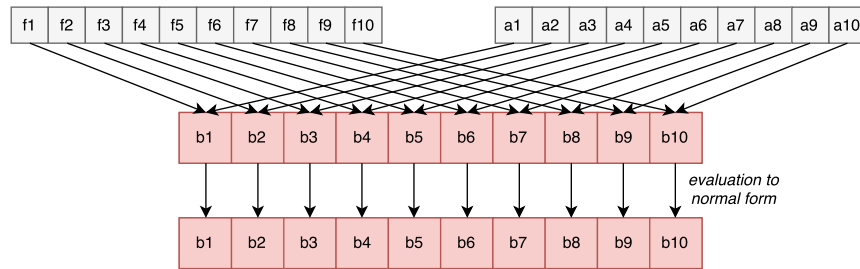 f1 f2 f3 f4 f5 f6 f7 f8 f9 f10 a1 a2 a3 a4 a5 a6 a7 a8 a9 a10
b1 b2 b3 b4 b5 b6 b7 b8 b9 b10
evaluation to
normal form
b1 b2 b3 b4 b5 b6 b7 b8 b9 b10